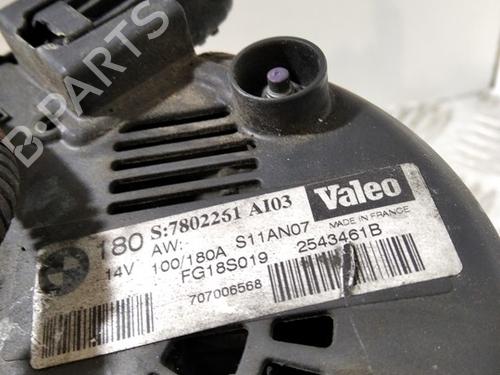 B-PARTS
180 S:7802251 AI03 Valeo
AW:- S11AN07 MADE IN FRANCE
14V 100/180A 2543461B
FG18S019
707006568